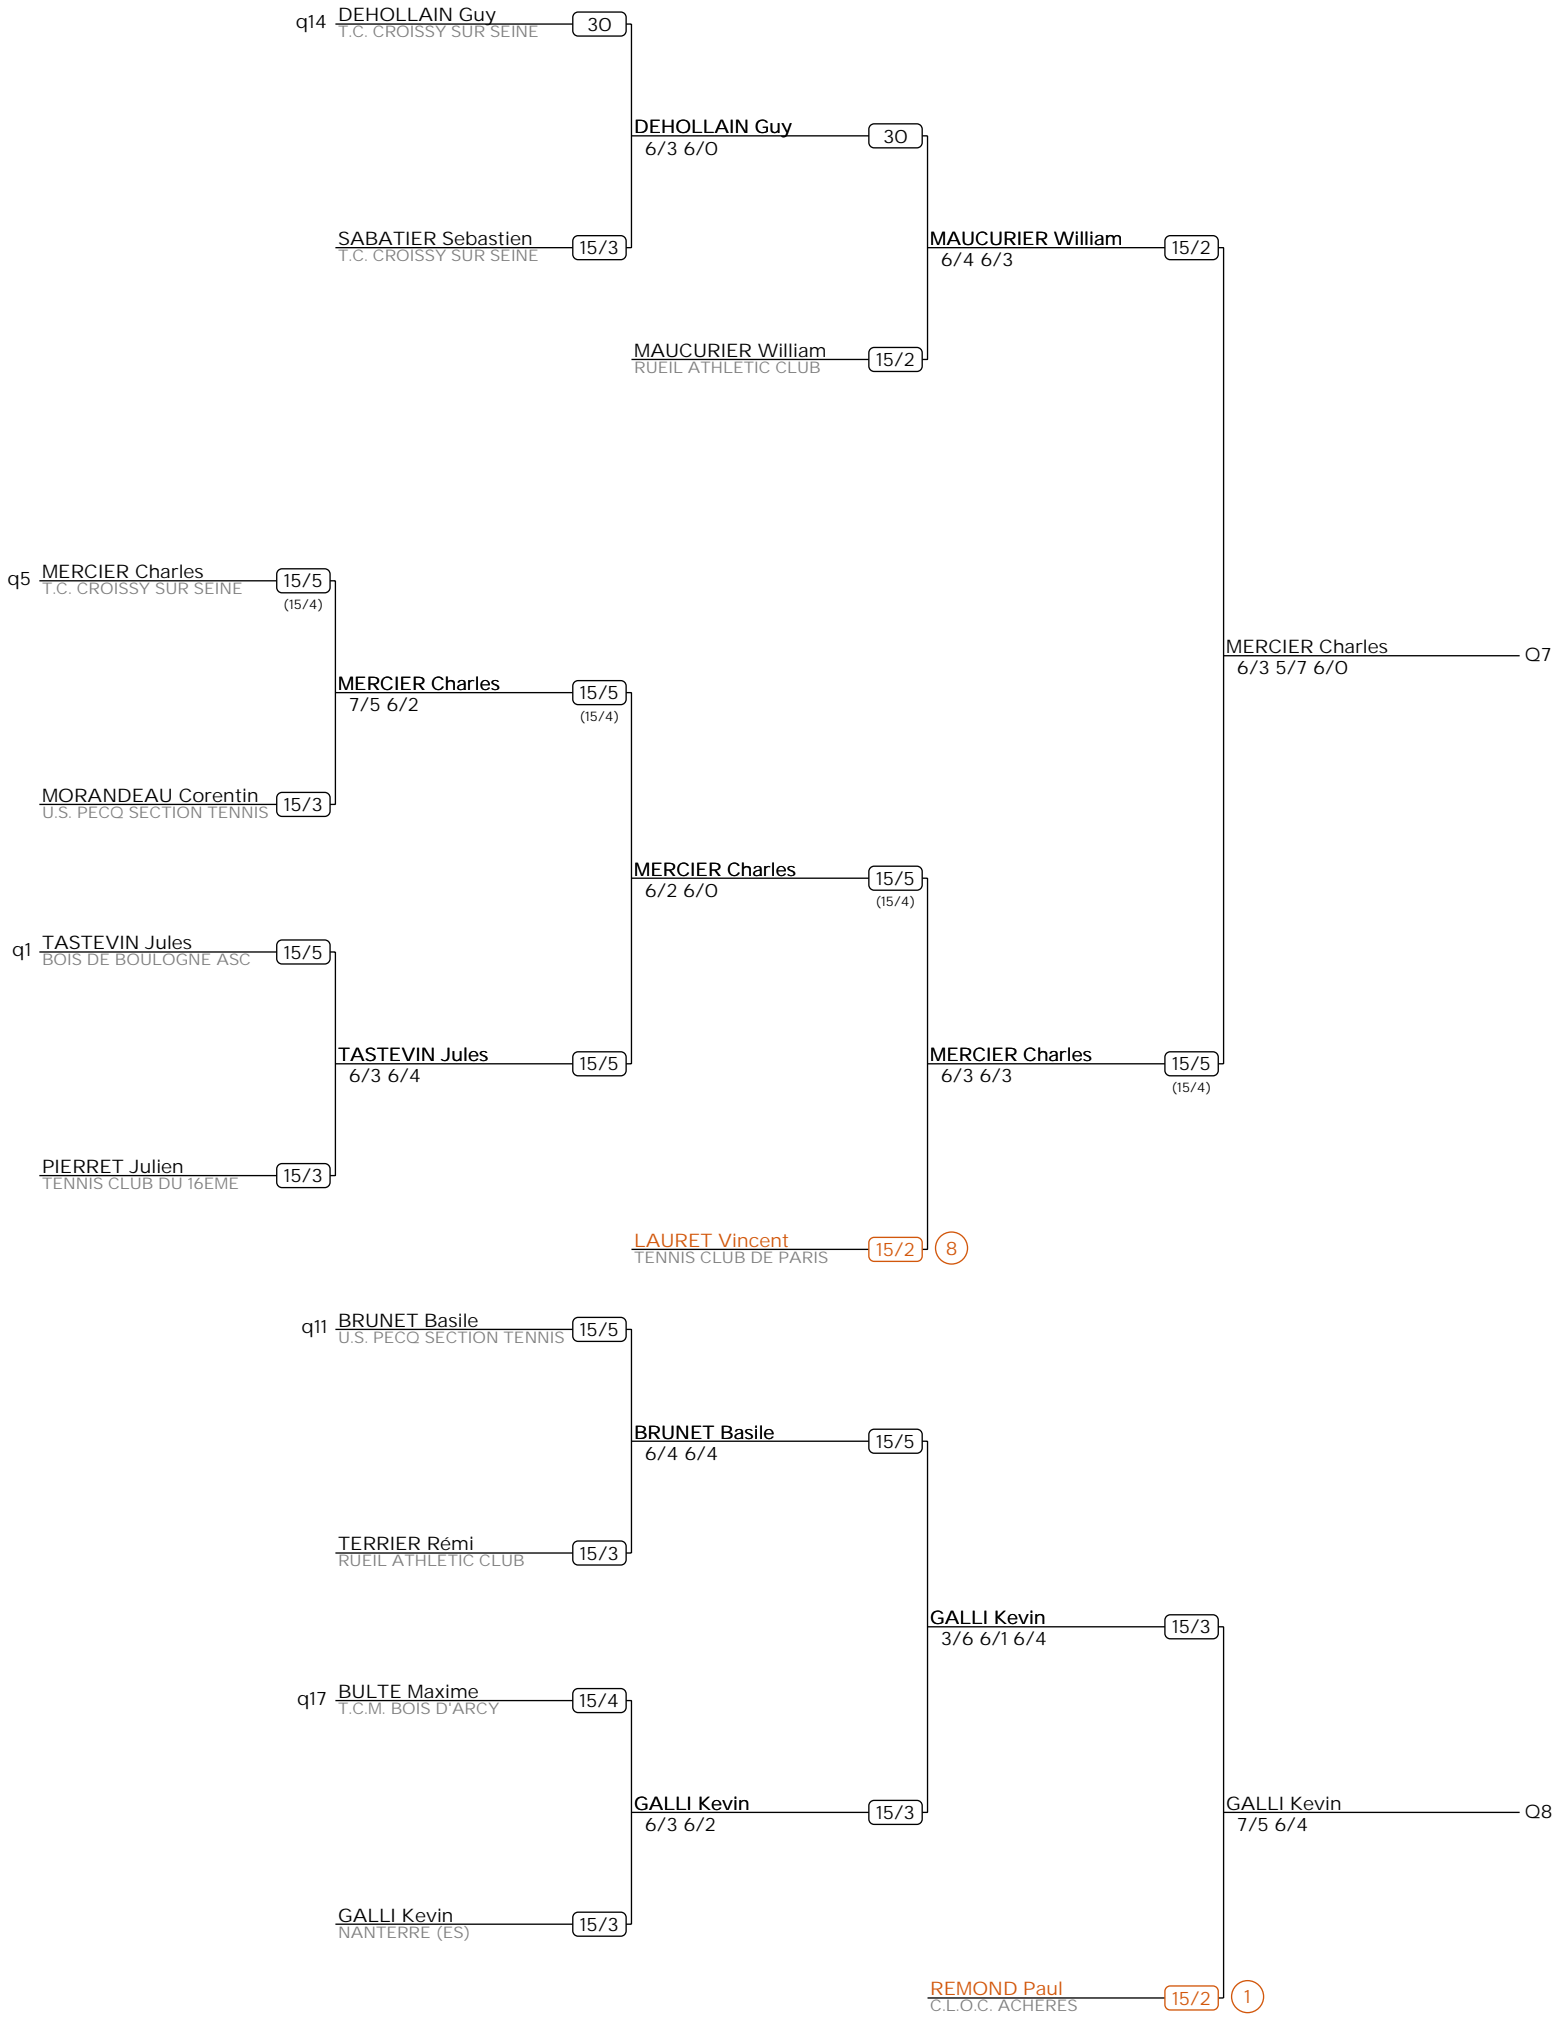 q14 DEHOLLAIN Guy 30
T.C. CROISSY SUR SEINE
DEHOLLAIN Guy 30
6/3 6/0
SABATIER Sebastien 15/3
T.C. CROISSY SUR SEINE
MAUCURIER William 15/2
6/4 6/3
MAUCURIER William 15/2
RUEIL ATHLETIC CLUB
q5 MERCIER Charles 15/5
T.C. CROISSY SUR SEINE
(15/4)
MERCIER Charles Q7
6/3 5/7 6/0
MERCIER Charles 15/5
7/5 6/2
(15/4)
MORANDEAU Corentin 15/3
U.S. PECQ SECTION TENNIS
MERCIER Charles 15/5
6/2 6/0
(15/4)
q1 TASTEVIN Jules 15/5
BOIS DE BOULOGNE ASC
TASTEVIN Jules 15/5
6/3 6/4
MERCIER Charles 15/5
6/3 6/3
(15/4)
PIERRET Julien 15/3
TENNIS CLUB DU 16EME
LAURET Vincent 15/2 8
TENNIS CLUB DE PARIS
q11 BRUNET Basile 15/5
U.S. PECQ SECTION TENNIS
BRUNET Basile 15/5
6/4 6/4
TERRIER Rémi 15/3
RUEIL ATHLETIC CLUB
GALLI Kevin 15/3
3/6 6/1 6/4
q17 BULTE Maxime 15/4
T.C.M. BOIS D'ARCY
GALLI Kevin 15/3
6/3 6/2
GALLI Kevin Q8
7/5 6/4
GALLI Kevin 15/3
NANTERRE (ES)
REMOND Paul 15/2 1
C.L.O.C. ACHERES